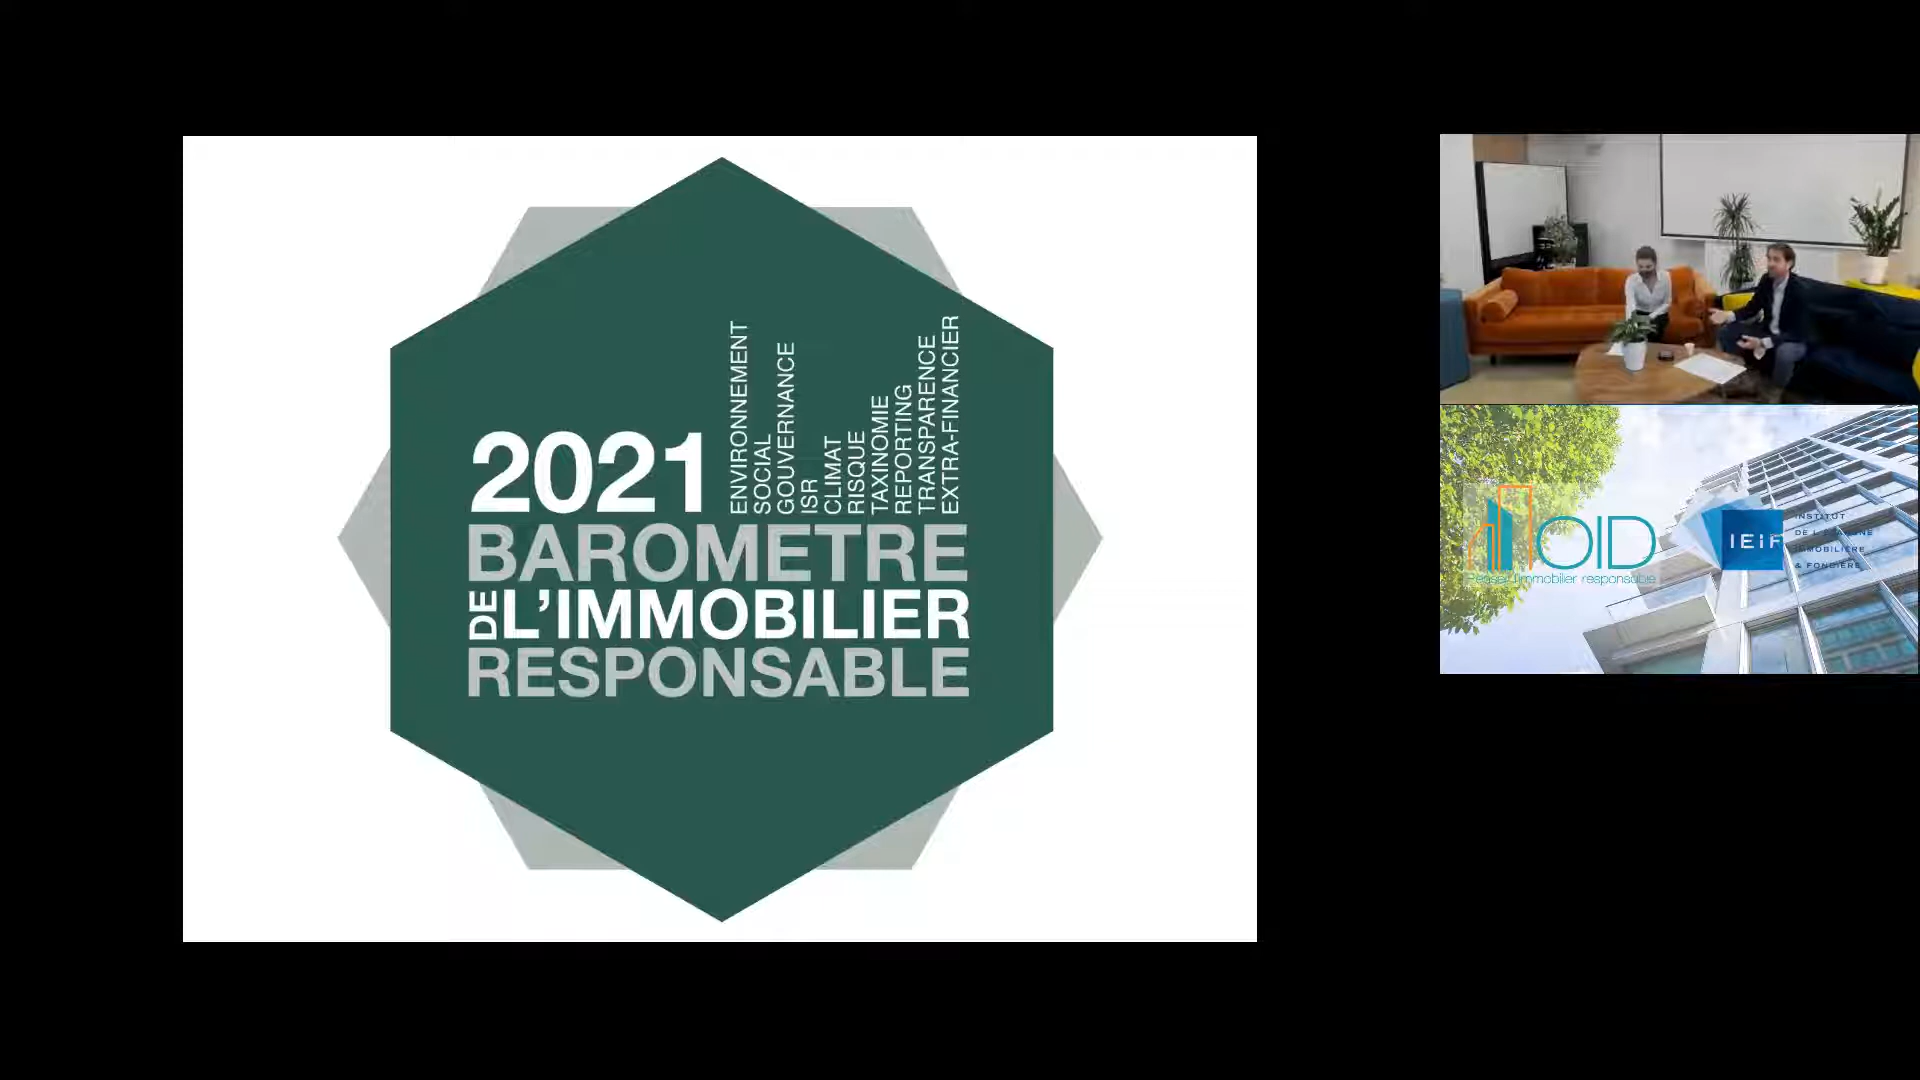 2021
ENVIRONNEMENT
SOCIAL
GOUVERNANCE
ISR
CLIMAT
RISQUE
TAXINOMIE
REPORTING
TRANSPARENCE
EXTRA-FINANCIER
BAROMETRE
DE L’IMMOBILIER
RESPONSABLE
OID
Penser l'immobilier responsable
IEIF
INSTITUT
DE L'ÉPARGNE
IMMOBILIÈRE
& FONCIÈRE